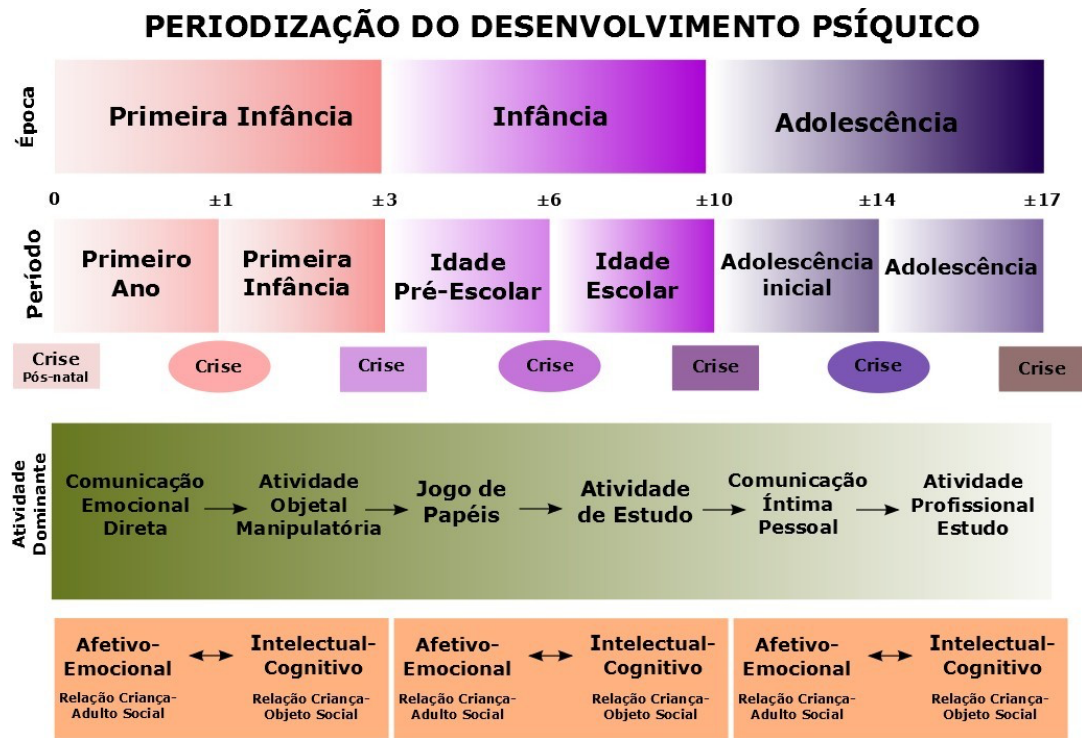 PERIODIZAÇÃO DO DESENVOLVIMENTO PSÍQUICO
Época
Primeira Infância
Infância
Adolescência
0
±1
±3
±6
±10
±14
±17
Período
Primeiro
Ano
Primeira
Infância
Idade
Pré-Escolar
Idade
Escolar
Adolescência
inicial
Adolescência
Crise
Pós-natal
Crise
Crise
Crise
Crise
Crise
Crise
Atividade
Dominante
Comunicação
Emocional
Direta
Atividade
Objetal
Manipulatória
Jogo de
Papéis
Atividade
de Estudo
Comunicação
Íntima
Pessoal
Atividade
Profissional
Estudo
Afetivo-
Emocional
Relação Criança-
Adulto Social
Intelectual-
Cognitivo
Relação Criança-
Objeto Social
Afetivo-
Emocional
Relação Criança-
Adulto Social
Intelectual-
Cognitivo
Relação Criança-
Objeto Social
Afetivo-
Emocional
Relação Criança-
Adulto Social
Intelectual-
Cognitivo
Relação Criança-
Objeto Social